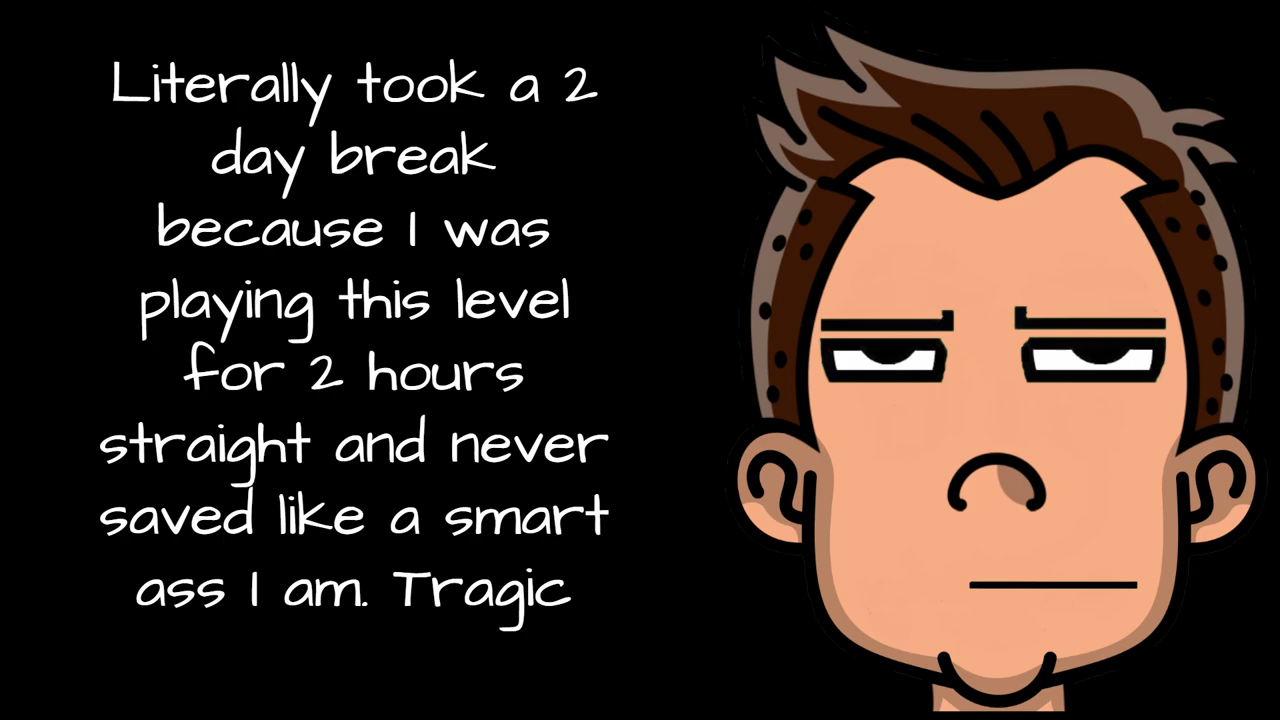 Literally took a 2
day break
because I was
playing this level
for 2 hours
straight and never
saved like a smart
ass I am. Tragic